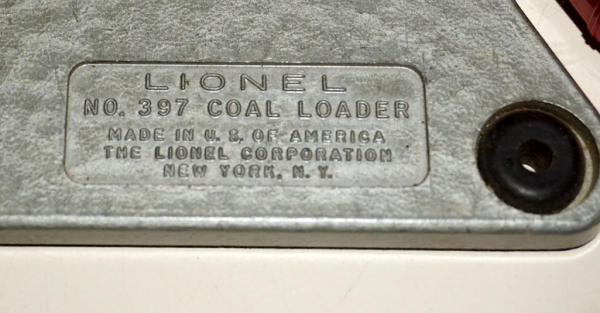 LIONEL
NO. 397 COAL LOADER
MADE IN U. S. OF AMERICA
THE LIONEL CORPORATION
NEW YORK, N. Y.